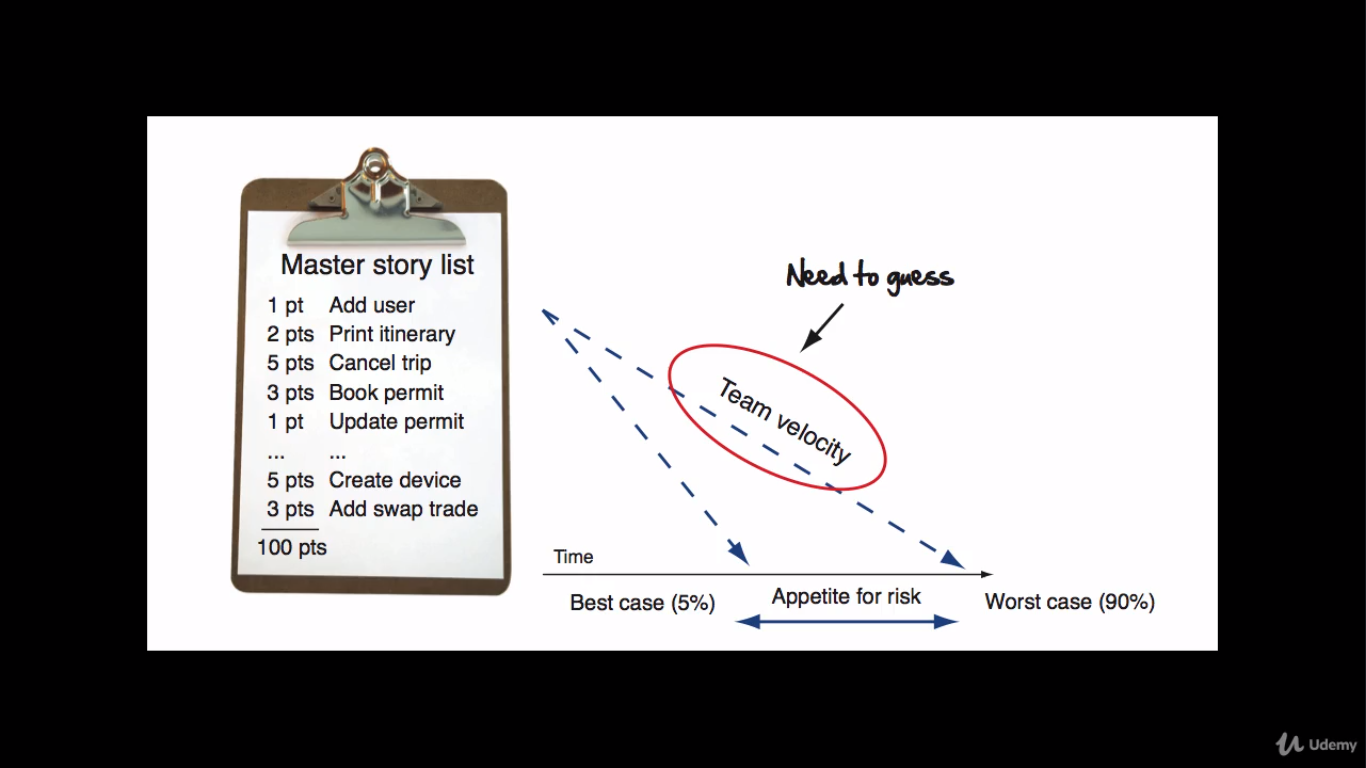 Master story list
1 pt Add user
2 pts Print itinerary
5 pts Cancel trip
3 pts Book permit
1 pt Update permit
... ...
5 pts Create device
3 pts Add swap trade
100 pts
Need to guess
Team velocity
Time
Best case (5%)
Appetite for risk
Worst case (90%)
Udemy